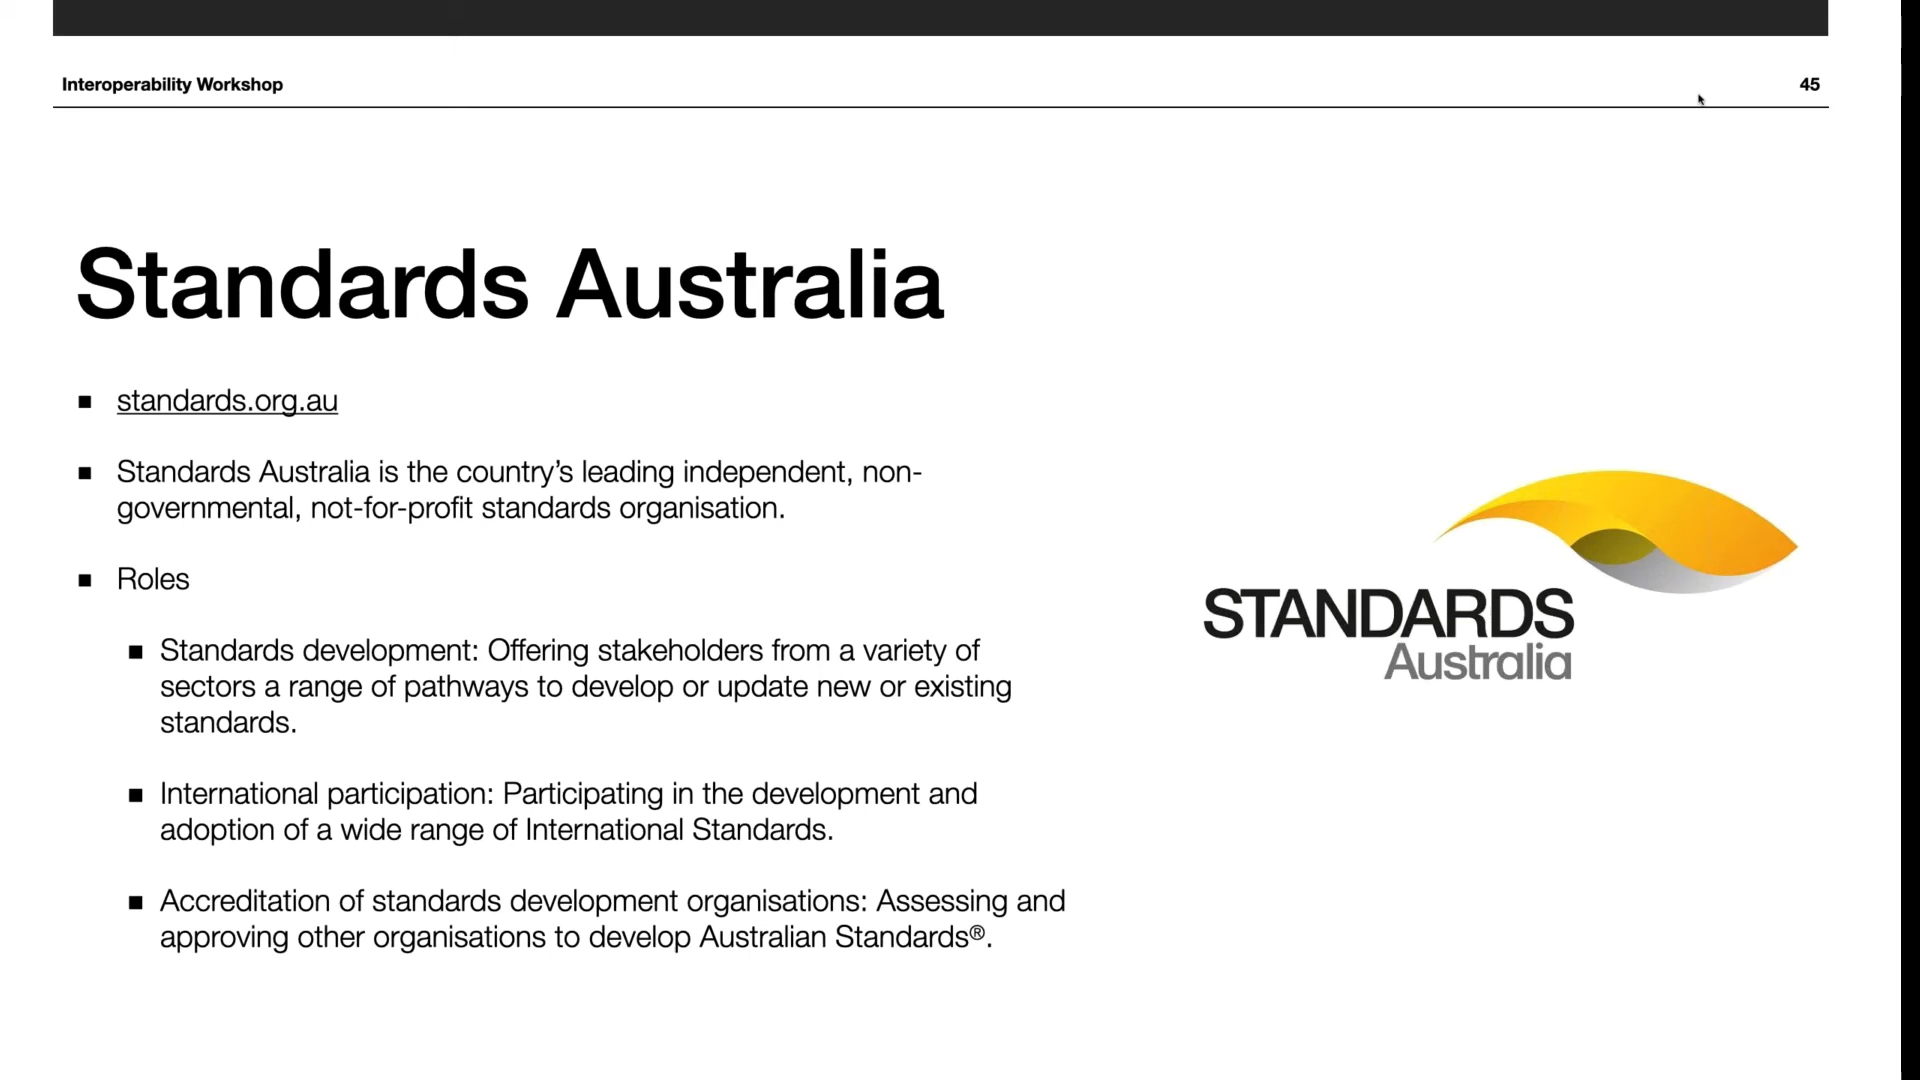 Interoperability Workshop
45
Standards Australia
▪ standards.org.au
▪ Standards Australia is the country’s leading independent, non-
governmental, not-for-profit standards organisation.
▪ Roles
▪ Standards development: Offering stakeholders from a variety of
sectors a range of pathways to develop or update new or existing
standards.
▪ International participation: Participating in the development and
adoption of a wide range of International Standards.
▪ Accreditation of standards development organisations: Assessing and
approving other organisations to develop Australian Standards®.
STANDARDS
Australia